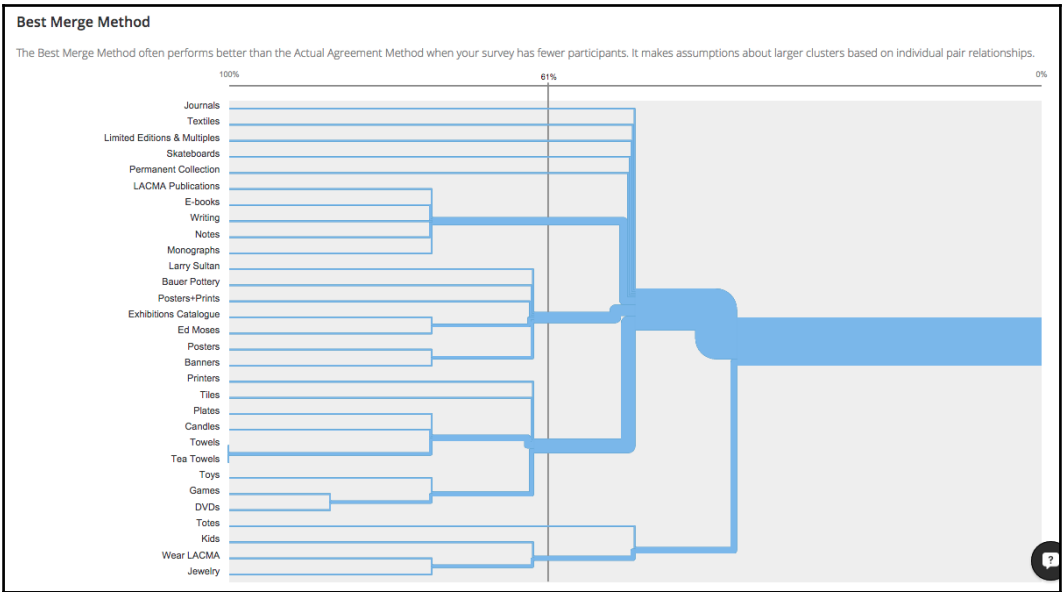 Best Merge Method
The Best Merge Method often performs better than the Actual Agreement Method when your survey has fewer participants. It makes assumptions about larger clusters based on individual pair relationships.
100% 61% 0%
Journals
Textiles
Limited Editions & Multiples
Skateboards
Permanent Collection
LACMA Publications
E-books
Writing
Notes
Monographs
Larry Sultan
Bauer Pottery
Posters+Prints
Exhibitions Catalogue
Ed Moses
Posters
Banners
Printers
Tiles
Plates
Candles
Towels
Tea Towels
Toys
Games
DVDs
Totes
Kids
Wear LACMA
Jewelry
?